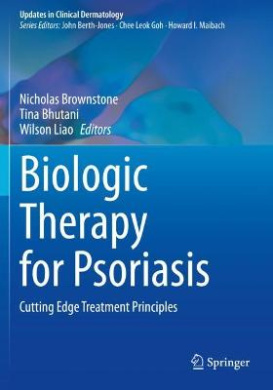 Updates in Clinical Dermatology
Series Editors: John Berth-Jones · Chee Leok Goh · Howard I. Maibach
Nicholas Brownstone
Tina Bhutani
Wilson Liao Editors
Biologic
Therapy
for Psoriasis
Cutting Edge Treatment Principles
Springer